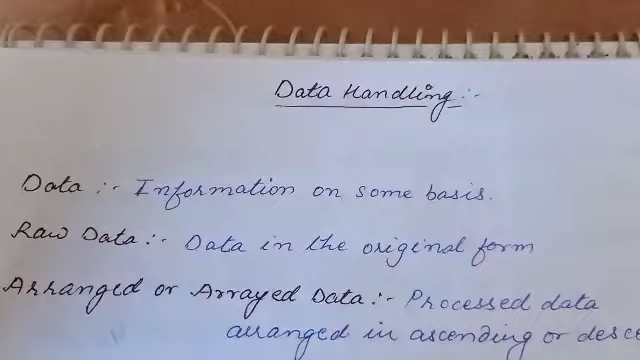 Data Handling :-
Data :- Information on some basis.
Raw Data :- Data in the original form
Arranged or Arrayed Data :- Processed data
arranged in ascending or